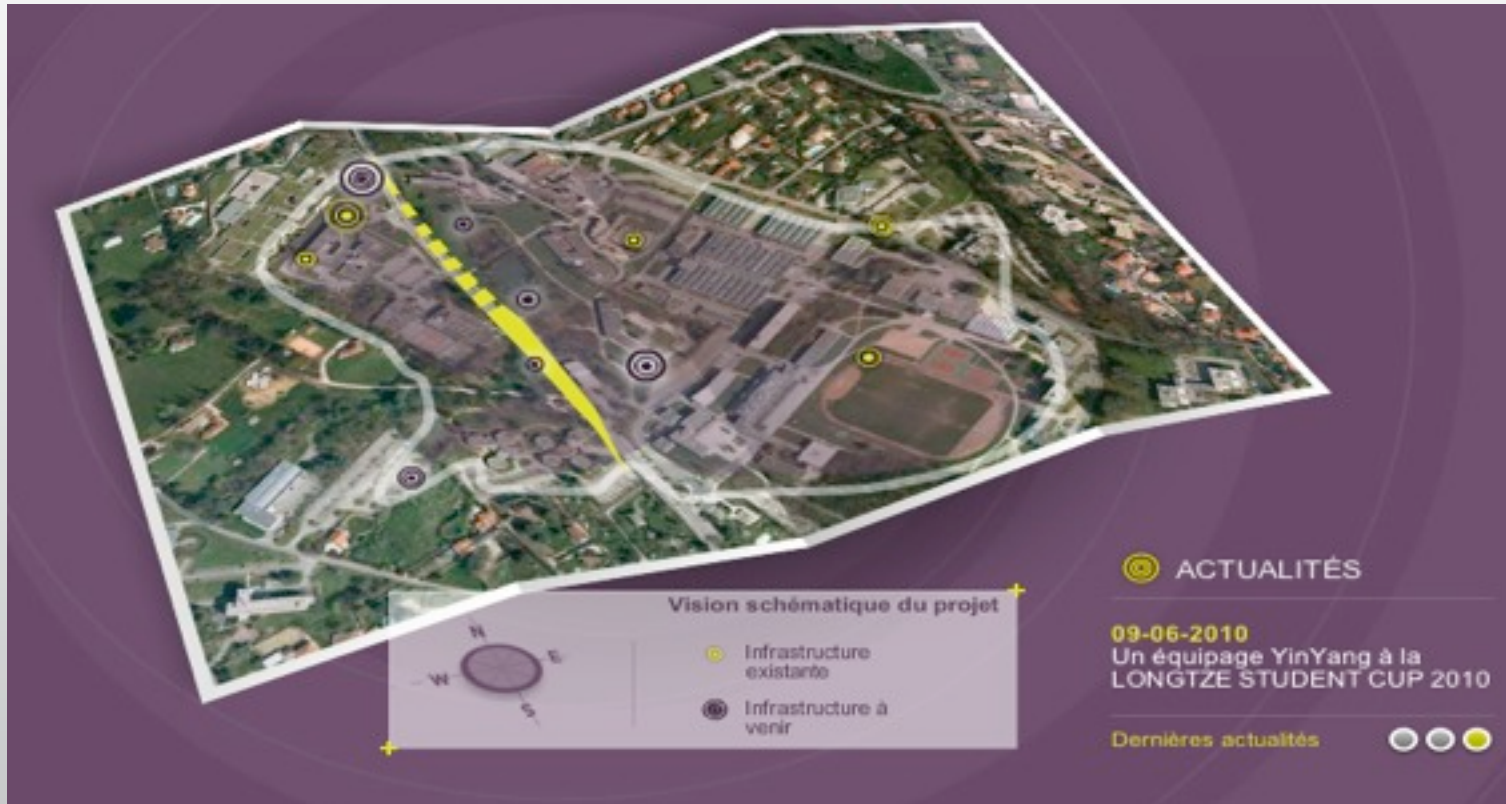 Vision schématique du projet
N
E
W
S
Infrastructure
existante
Infrastructure à
venir
ACTUALITÉS
09-06-2010
Un équipage YinYang à la
LONGTZE STUDENT CUP 2010
Dernières actualités